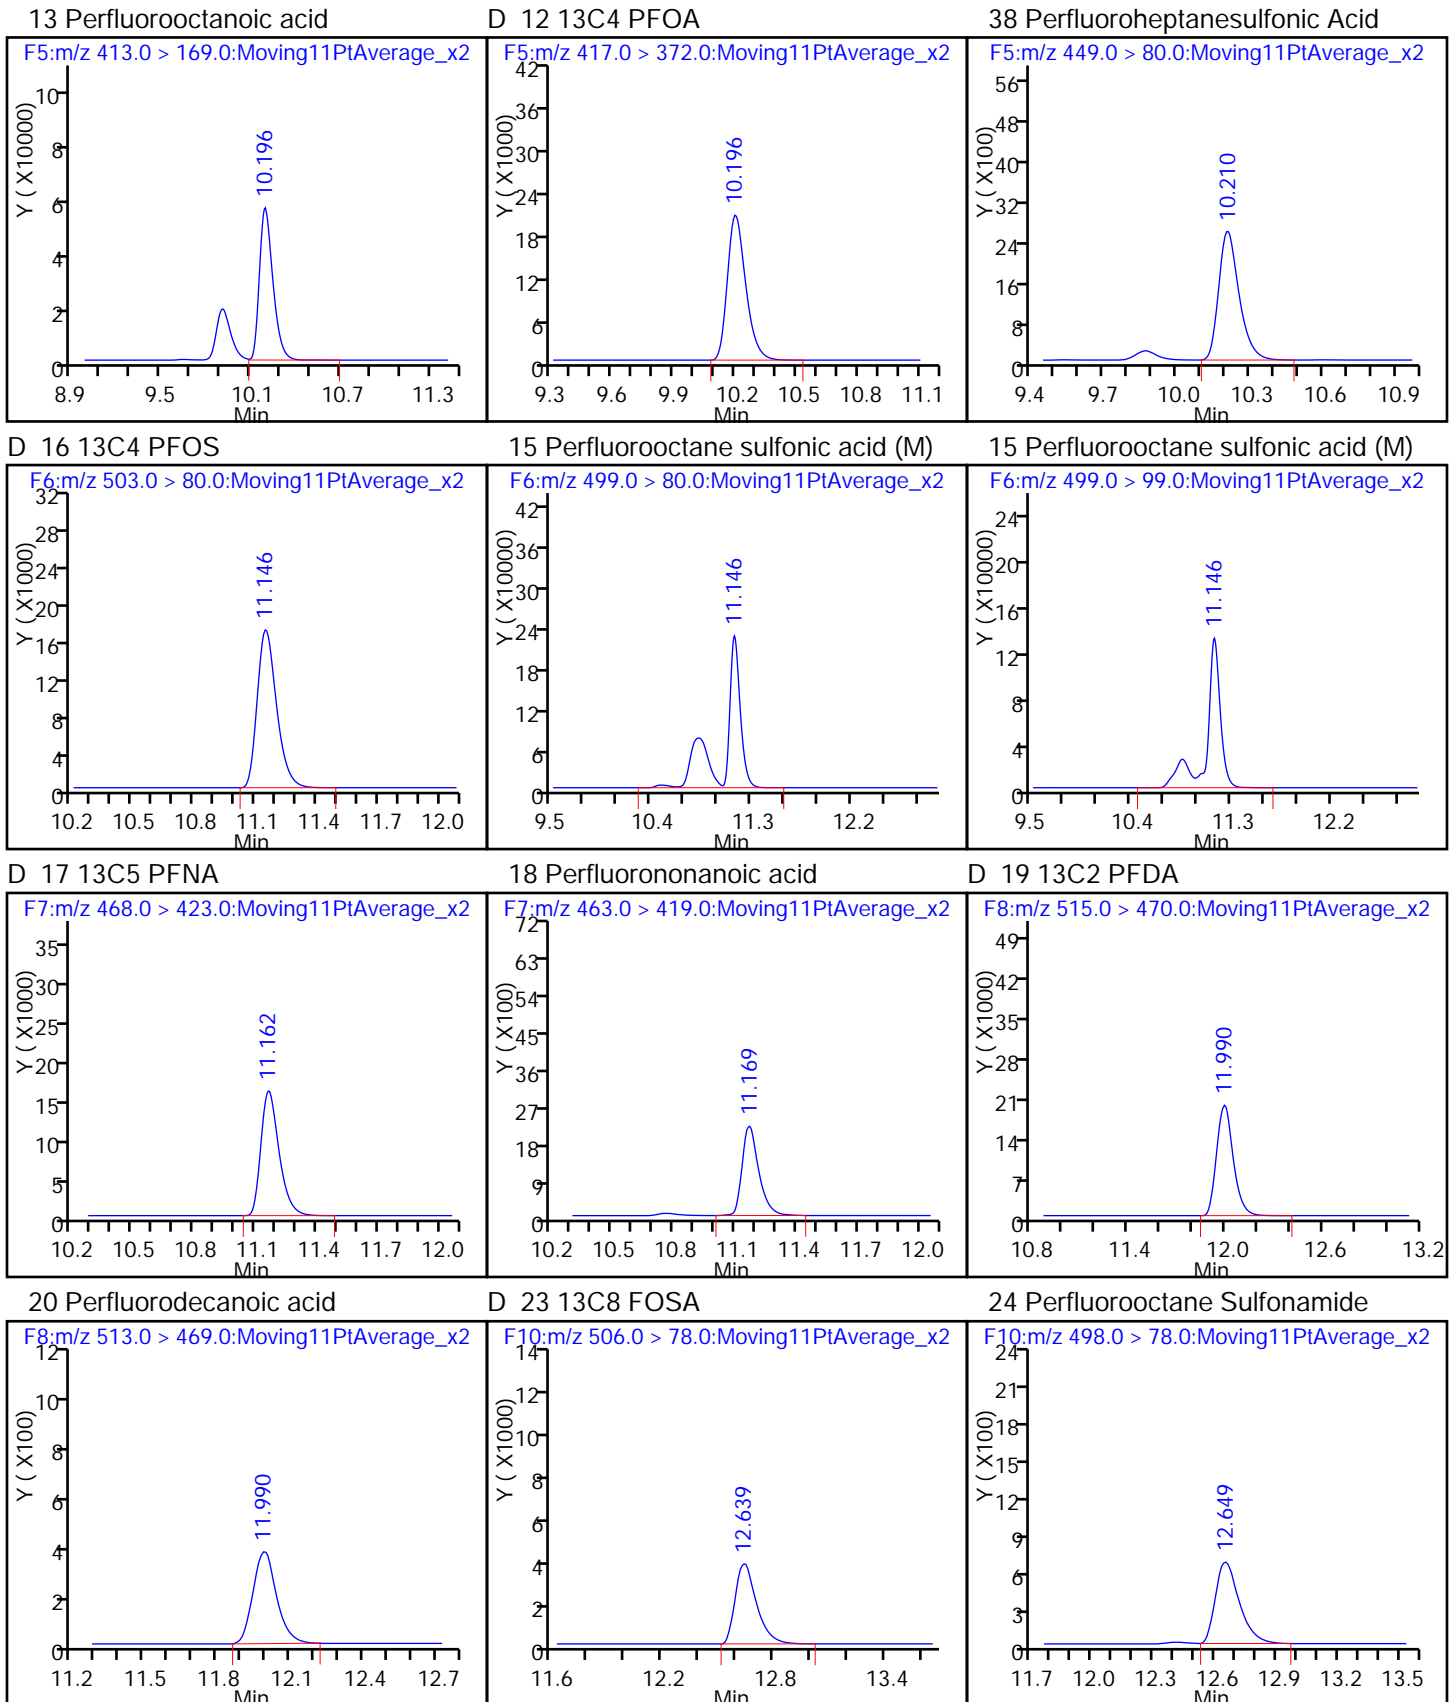 13 Perfluorooctanoic acid
F5:m/z 413.0 > 169.0:Moving11PtAverage_x2
Y ( X10000)
10
8
6
4
2
0
10.196
8.9 9.5 10.1 10.7 11.3
Min
D 12 13C4 PFOA
F5:m/z 417.0 > 372.0:Moving11PtAverage_x2
Y ( X1000)
42
36
30
24
18
12
6
0
10.196
9.3 9.6 9.9 10.2 10.5 10.8 11.1
Min
38 Perfluoroheptanesulfonic Acid
F5:m/z 449.0 > 80.0:Moving11PtAverage_x2
Y ( X100)
56
48
40
32
24
16
8
0
10.210
9.4 9.7 10.0 10.3 10.6 10.9
Min
D 16 13C4 PFOS
F6:m/z 503.0 > 80.0:Moving11PtAverage_x2
Y ( X1000)
32
28
24
20
16
12
8
4
0
11.146
10.2 10.5 10.8 11.1 11.4 11.7 12.0
Min
15 Perfluorooctane sulfonic acid (M)
F6:m/z 499.0 > 80.0:Moving11PtAverage_x2
Y ( X10000)
42
36
30
24
18
12
6
0
11.146
9.5 10.4 11.3 12.2
Min
15 Perfluorooctane sulfonic acid (M)
F6:m/z 499.0 > 99.0:Moving11PtAverage_x2
Y ( X10000)
24
20
16
12
8
4
0
11.146
9.5 10.4 11.3 12.2
Min
D 17 13C5 PFNA
F7:m/z 468.0 > 423.0:Moving11PtAverage_x2
Y ( X1000)
35
30
25
20
15
10
5
0
11.162
10.2 10.5 10.8 11.1 11.4 11.7 12.0
Min
18 Perfluorononanoic acid
F7:m/z 463.0 > 419.0:Moving11PtAverage_x2
Y ( X100)
72
63
54
45
36
27
18
9
0
11.169
10.2 10.5 10.8 11.1 11.4 11.7 12.0
Min
D 19 13C2 PFDA
F8:m/z 515.0 > 470.0:Moving11PtAverage_x2
Y ( X1000)
49
42
35
28
21
14
7
0
11.990
10.8 11.4 12.0 12.6 13.2
Min
20 Perfluorodecanoic acid
F8:m/z 513.0 > 469.0:Moving11PtAverage_x2
Y ( X100)
12
10
8
6
4
2
0
11.990
11.2 11.5 11.8 12.1 12.4 12.7
Min
D 23 13C8 FOSA
F10:m/z 506.0 > 78.0:Moving11PtAverage_x2
Y ( X1000)
14
12
10
8
6
4
2
0
12.639
11.6 12.2 12.8 13.4
Min
24 Perfluorooctane Sulfonamide
F10:m/z 498.0 > 78.0:Moving11PtAverage_x2
Y ( X100)
24
21
18
15
12
9
6
3
0
12.649
11.7 12.0 12.3 12.6 12.9 13.2 13.5
Min